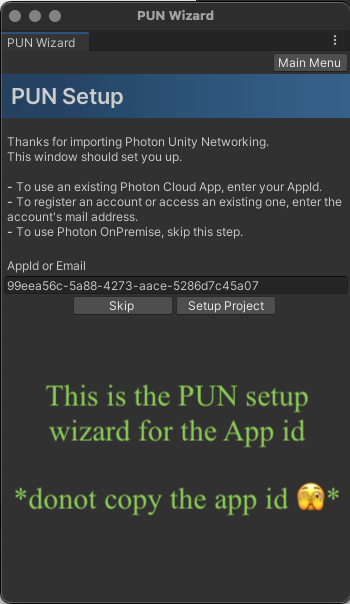 PUN Wizard
PUN Wizard
Main Menu
PUN Setup
Thanks for importing Photon Unity Networking.
This window should set you up.
- To use an existing Photon Cloud App, enter your AppId.
- To register an account or access an existing one, enter the
account's mail address.
- To use Photon OnPremise, skip this step.
AppId or Email
99eea56c-5a88-4273-aace-5286d7c45a07
Skip Setup Project
This is the PUN setup
wizard for the App id
*donot copy the app id 🫣*